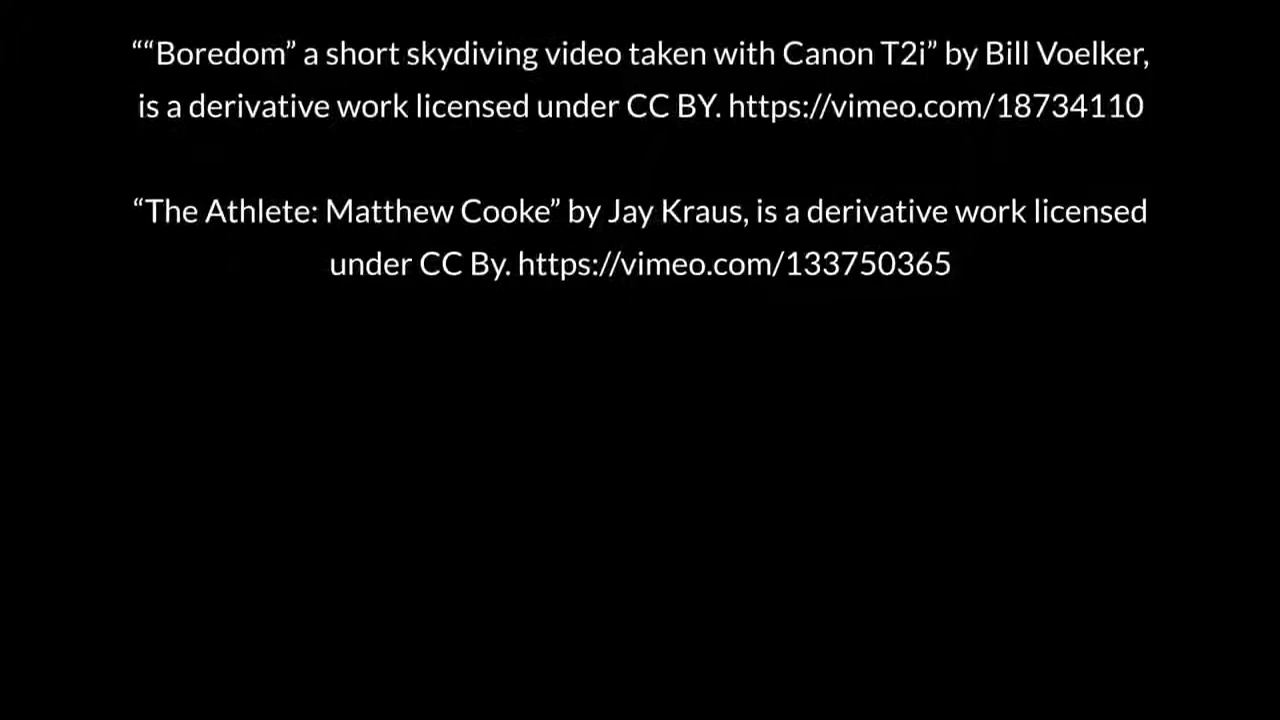 ““Boredom” a short skydiving video taken with Canon T2i” by Bill Voelker,
is a derivative work licensed under CC BY. https://vimeo.com/18734110
“The Athlete: Matthew Cooke” by Jay Kraus, is a derivative work licensed
under CC By. https://vimeo.com/133750365